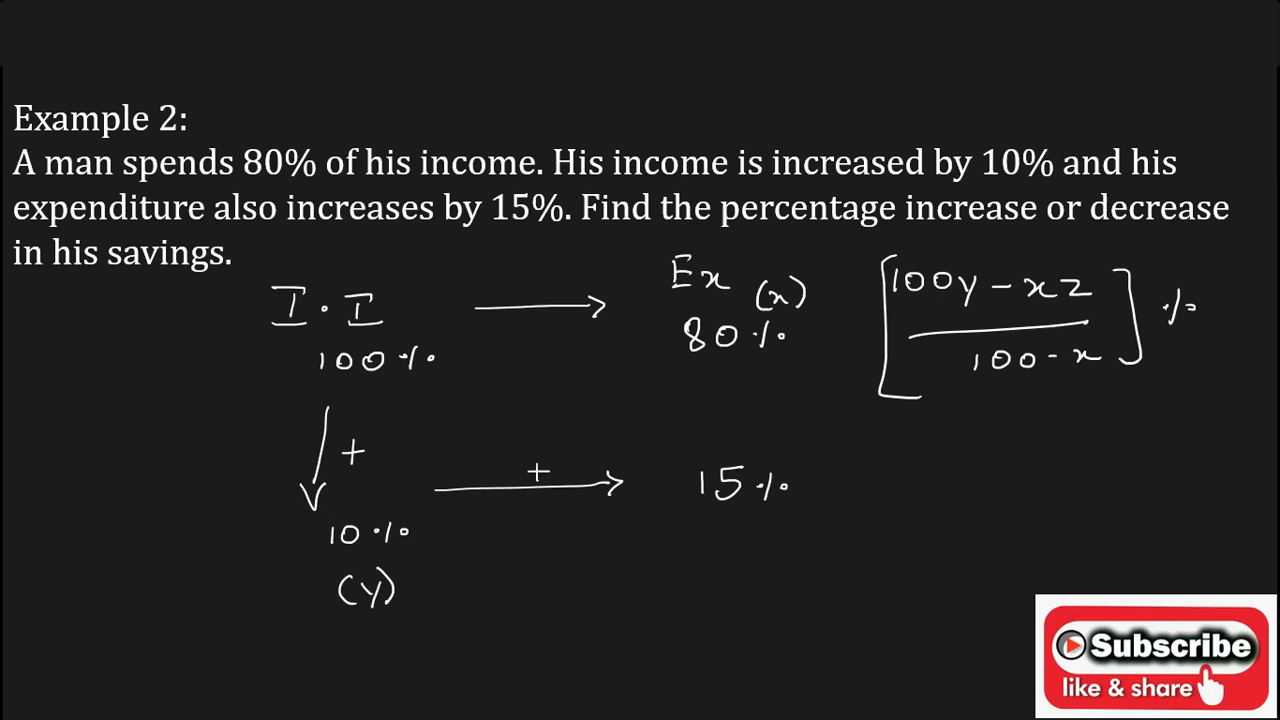 Example 2:
A man spends 80% of his income. His income is increased by 10% and his
expenditure also increases by 15%. Find the percentage increase or decrease
in his savings.
I.I → Ex (x) [100y - xz / 100 - x] %
100% 80%
+
+ → 15%
10%
(y)
Subscribe
like & share